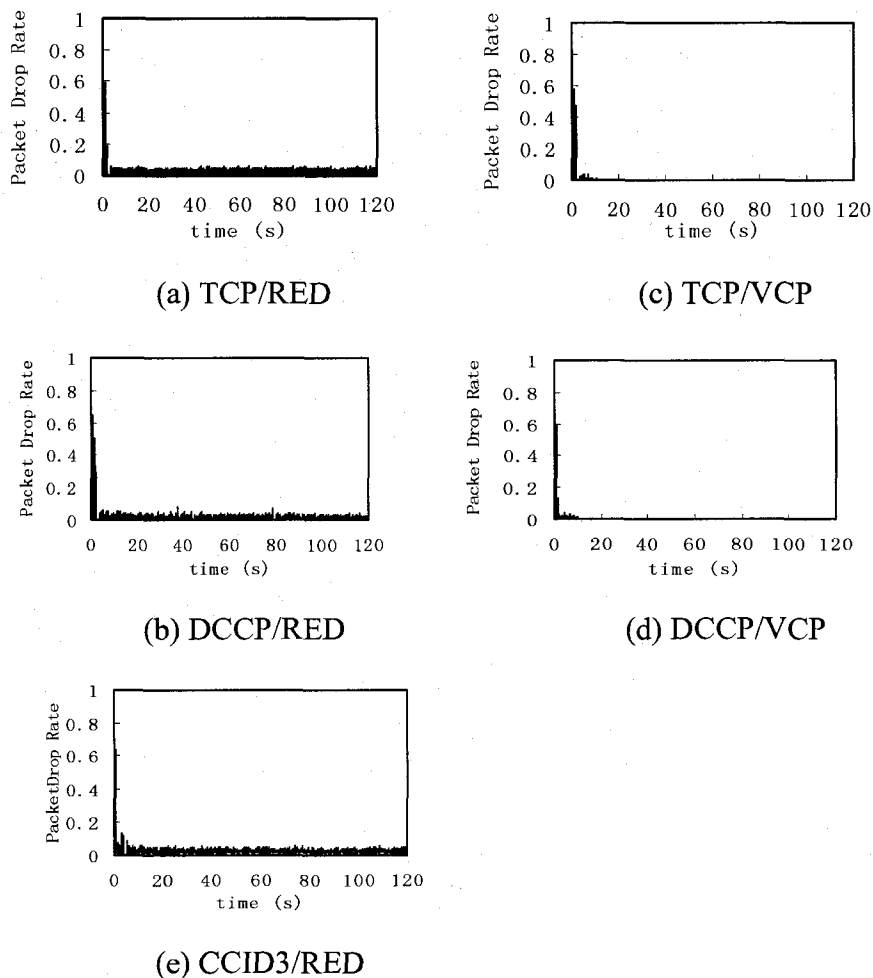 Packet Drop Rate
1
0.8
0.6
0.4
0.2
0
0 20 40 60 80 100 120
time (s)
(a) TCP/RED
Packet Drop Rate
1
0.8
0.6
0.4
0.2
0
0 20 40 60 80 100 120
time (s)
(c) TCP/VCP
Packet Drop Rate
1
0.8
0.6
0.4
0.2
0
0 20 40 60 80 100 120
time (s)
(b) DCCP/RED
Packet Drop Rate
1
0.8
0.6
0.4
0.2
0
0 20 40 60 80 100 120
time (s)
(d) DCCP/VCP
PacketDrop Rate
1
0.8
0.6
0.4
0.2
0
0 20 40 60 80 100 120
time (s)
(e) CCID3/RED